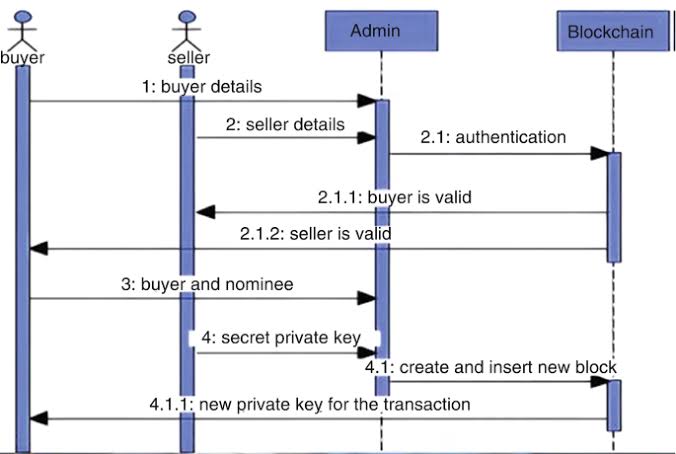 Admin
Blockchain
buyer
seller
1: buyer details
2: seller details
2.1: authentication
2.1.1: buyer is valid
2.1.2: seller is valid
3: buyer and nominee
4: secret private key
4.1: create and insert new block
4.1.1: new private key for the transaction